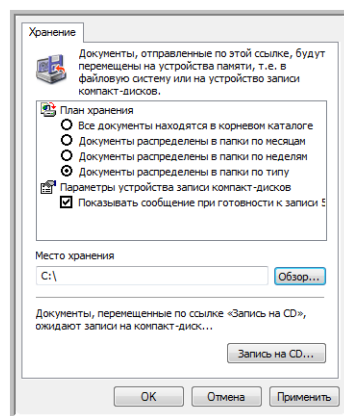 Хранение
Документы, отправленные по этой ссылке, будут
перемещены на устройства памяти, т.е. в
файловую систему или на устройство записи
компакт-дисков.
План хранения
Все документы находятся в корневом каталоге
Документы распределены в папки по месяцам
Документы распределены в папки по неделям
Документы распределены в папки по типу
Параметры устройства записи компакт-дисков
Показывать сообщение при готовности к записи
Место хранения
C:\
Обзор...
Документы, перемещенные по ссылке «Запись на CD»,
ожидают записи на компакт-диск...
Запись на CD...
OK Отмена Применить